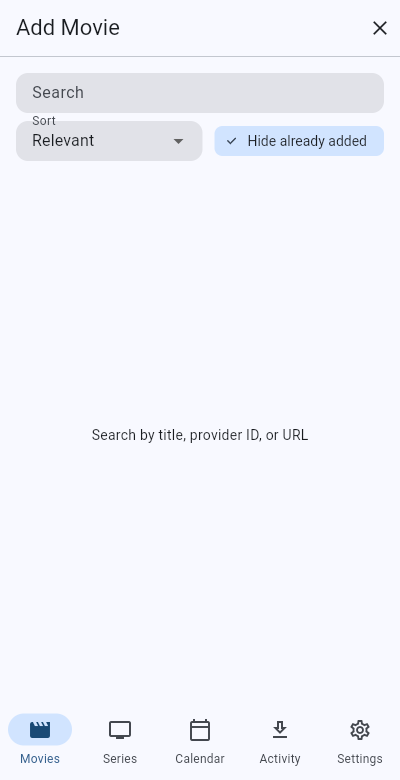 Add Movie
Search
Sort
Relevant
Hide already added
Search by title, provider ID, or URL
Movies
Series
Calendar
Activity
Settings